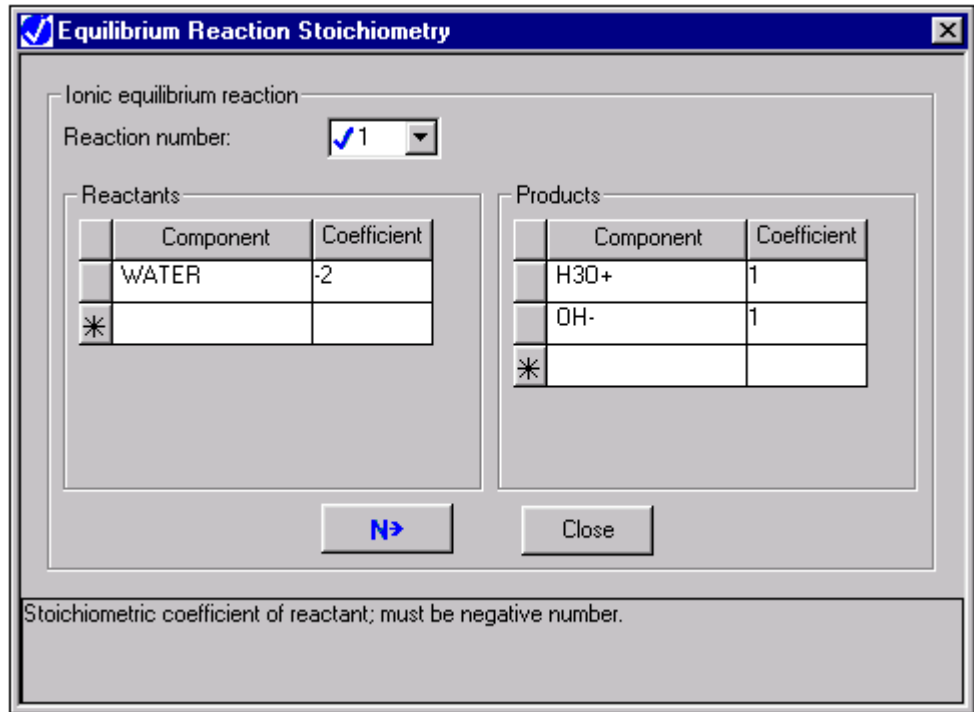 Equilibrium Reaction Stoichiometry
Ionic equilibrium reaction
Reaction number: 1
Reactants
Component Coefficient
WATER -2
Products
Component Coefficient
H3O+ 1
OH- 1
N
Close
Stoichiometric coefficient of reactant; must be negative number.